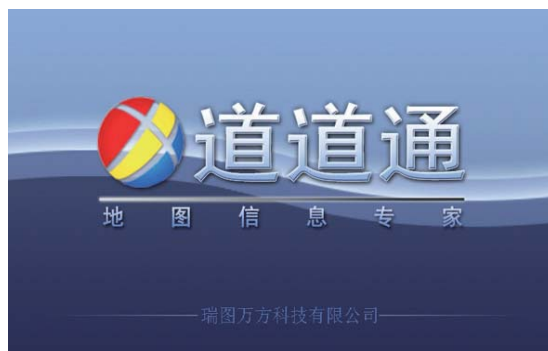 道道通
地图信息专家
瑞图万方科技有限公司